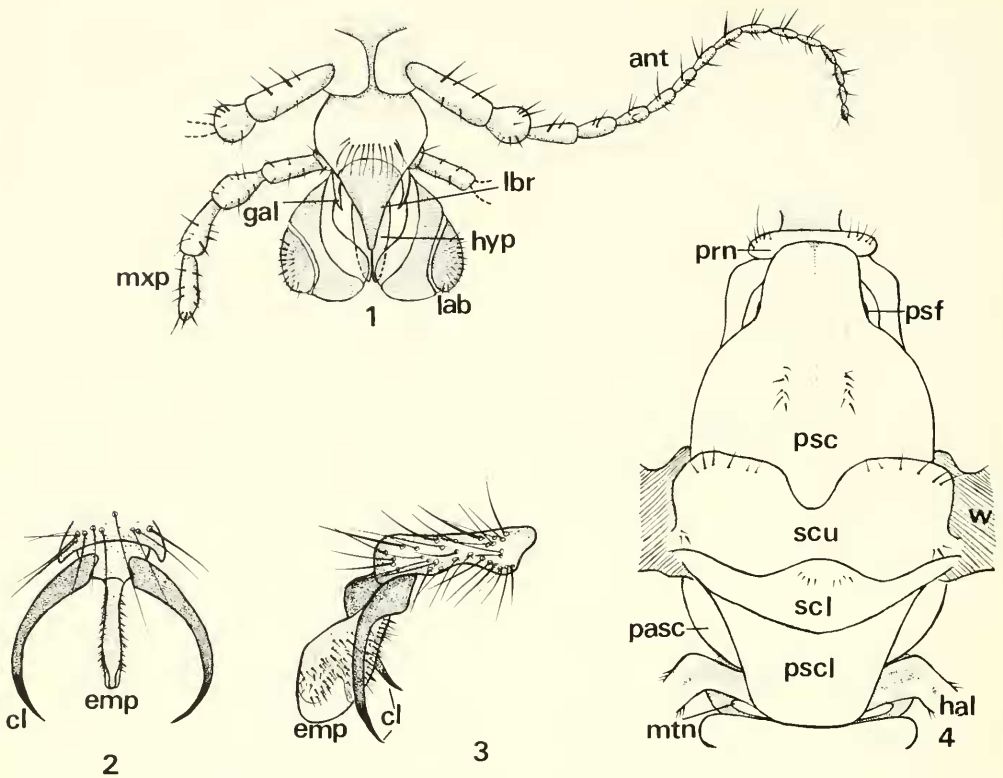 ant
lbr
gal
hyp
mxp
lab
1
prn
psf
psc
w
scu
scl
pasc
pscl
hal
mtn
4
cl
emp
2
emp
cl
3